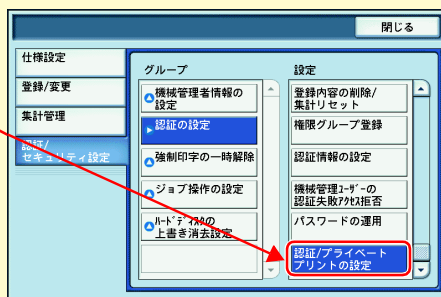 閉じる
仕様設定
登録/変更
集計管理
認証/
セキュリティ設定
グループ
機械管理者情報の
設定
認証の設定
強制印字の一時解除
ジョブ操作の設定
ﾊｰﾄﾞﾃﾞｨｽｸの
上書き消去設定
設定
登録内容の削除/
集計リセット
権限グループ登録
認証情報の設定
機械管理ﾕｰｻﾞｰの
認証失敗ｱｸｾｽ拒否
パスワードの運用
認証/プライベート
プリントの設定